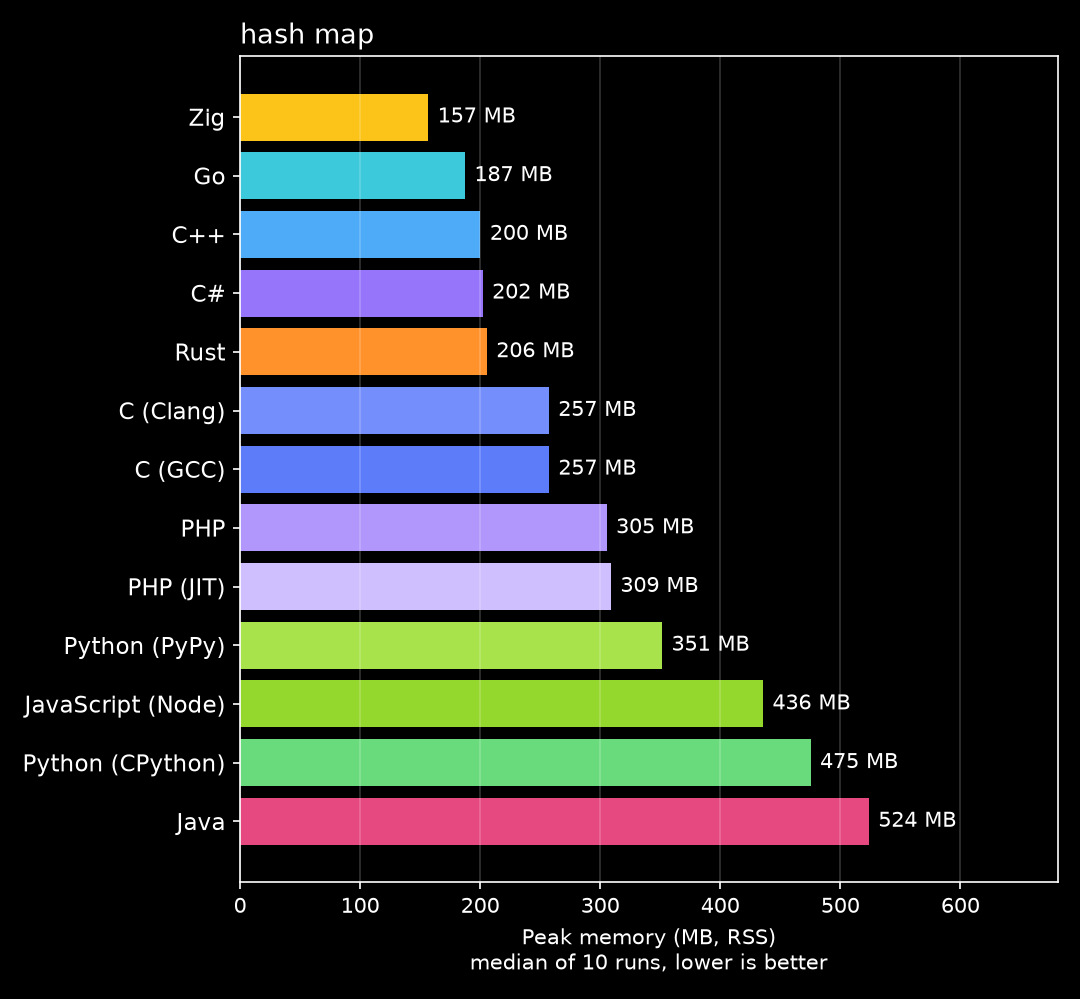 hash map
Zig 157 MB
Go 187 MB
C++ 200 MB
C# 202 MB
Rust 206 MB
C (Clang) 257 MB
C (GCC) 257 MB
PHP 305 MB
PHP (JIT) 309 MB
Python (PyPy) 351 MB
JavaScript (Node) 436 MB
Python (CPython) 475 MB
Java 524 MB
0 100 200 300 400 500 600
Peak memory (MB, RSS)
median of 10 runs, lower is better